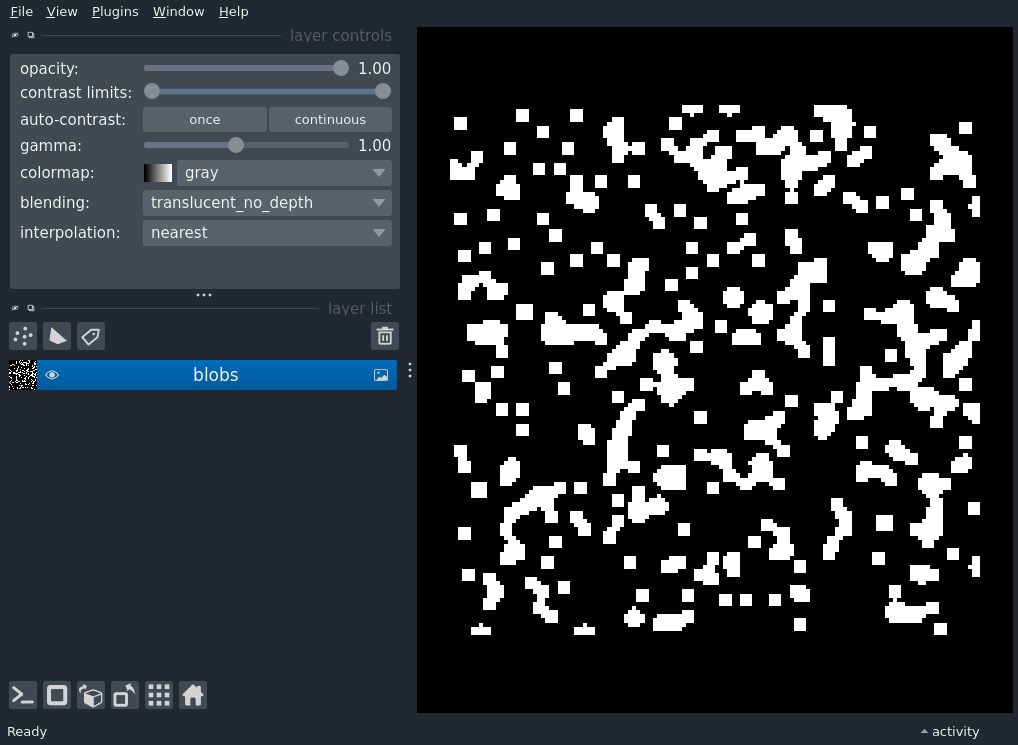 File View Plugins Window Help
layer controls
opacity: 1.00
contrast limits:
auto-contrast: once continuous
gamma: 1.00
colormap: gray
blending: translucent_no_depth
interpolation: nearest
layer list
blobs
Ready activity